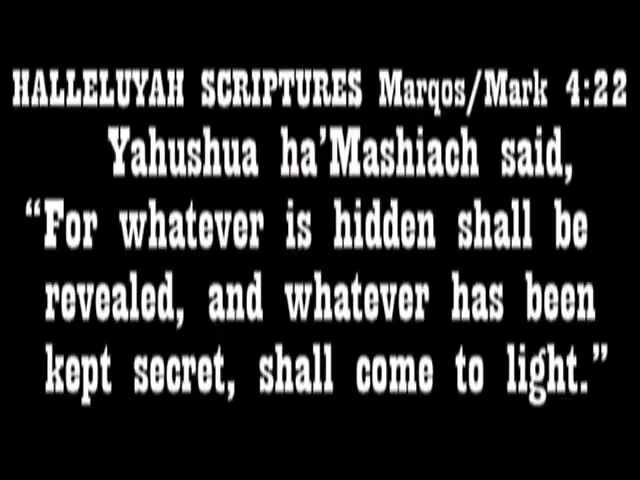 HALLELUYAH SCRIPTURES Marqos/Mark 4:22
Yahushua ha’Mashiach said,
“For whatever is hidden shall be
revealed, and whatever has been
kept secret, shall come to light.”